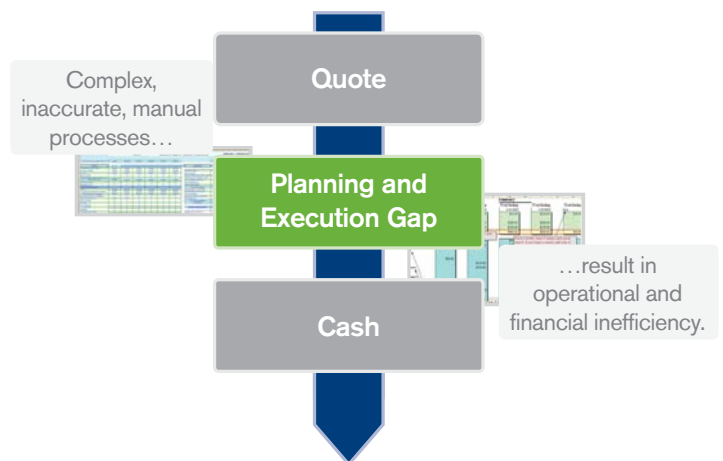 Quote
Complex,
inaccurate, manual
processes…
Planning and
Execution Gap
…result in
operational and
financial inefficiency.
Cash